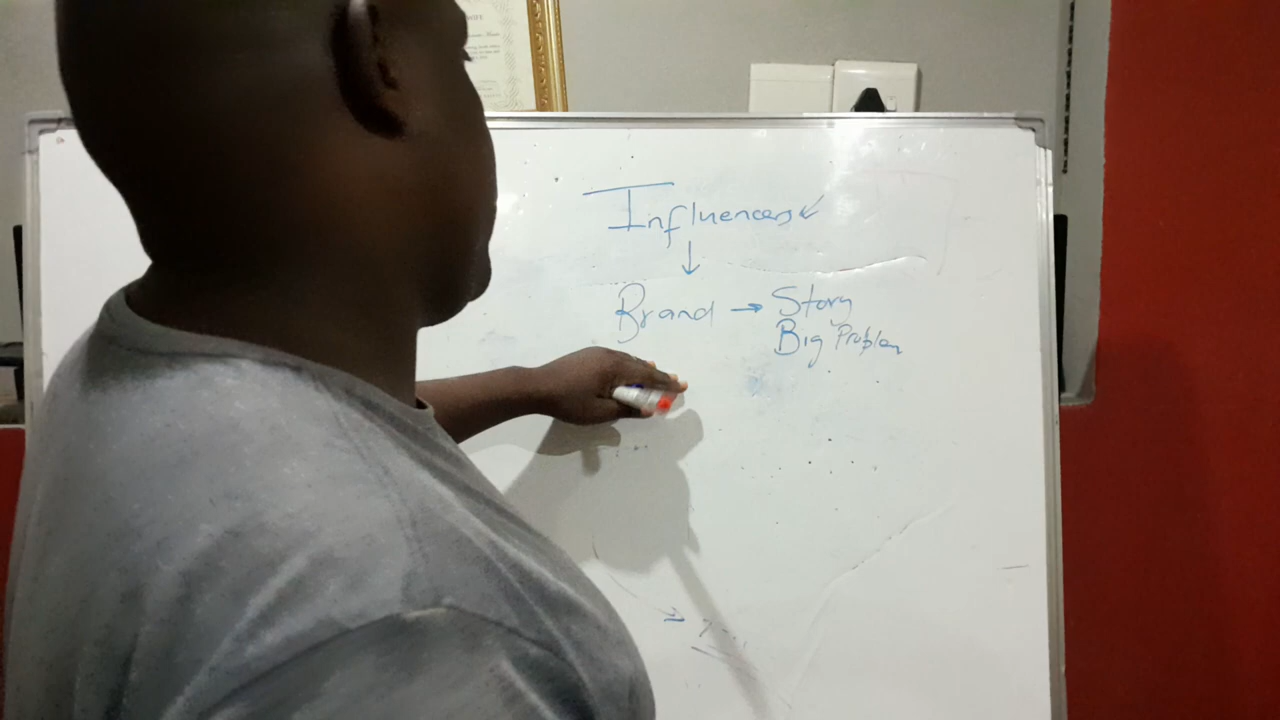 Influencers ↙
↓
Brand → Story
Big Problem